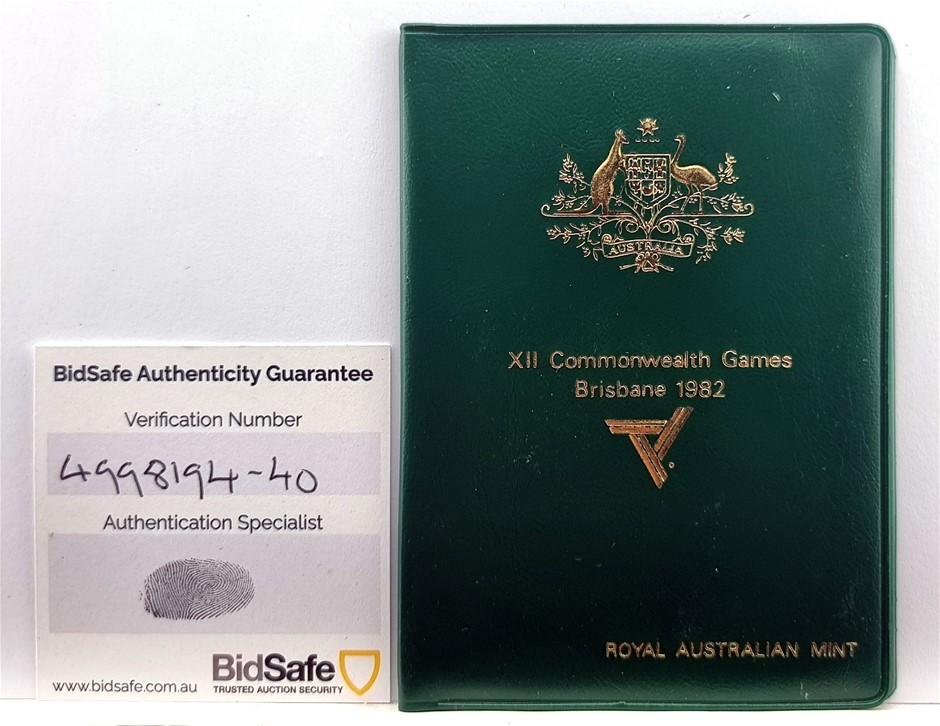 BidSafe Authenticity Guarantee
Verification Number
4998194-40
Authentication Specialist
www.bidsafe.com.au
BidSafe
TRUSTED AUCTION SECURITY
AUSTRALIA
XII Commonwealth Games
Brisbane 1982
ROYAL AUSTRALIAN MINT